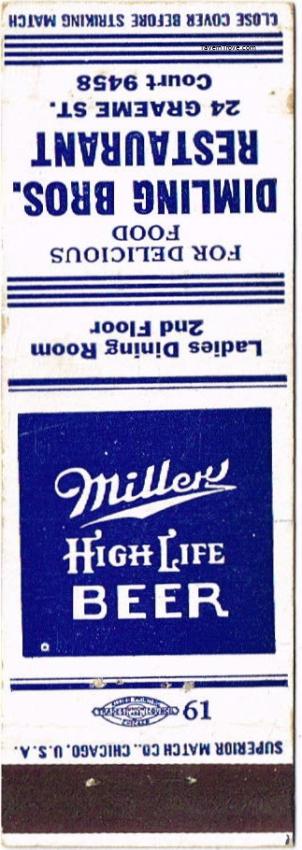 CLOSE COVER BEFORE STRIKING MATCH
FOR DELICIOUS
FOOD
DIMLING BROS.
RESTAURANT
24 GRAEME ST.
Court 9458
Ladies Dining Room
2nd Floor
Miller
HIGH LIFE
BEER
61
SUPERIOR MATCH CO., CHICAGO, U.S.A.